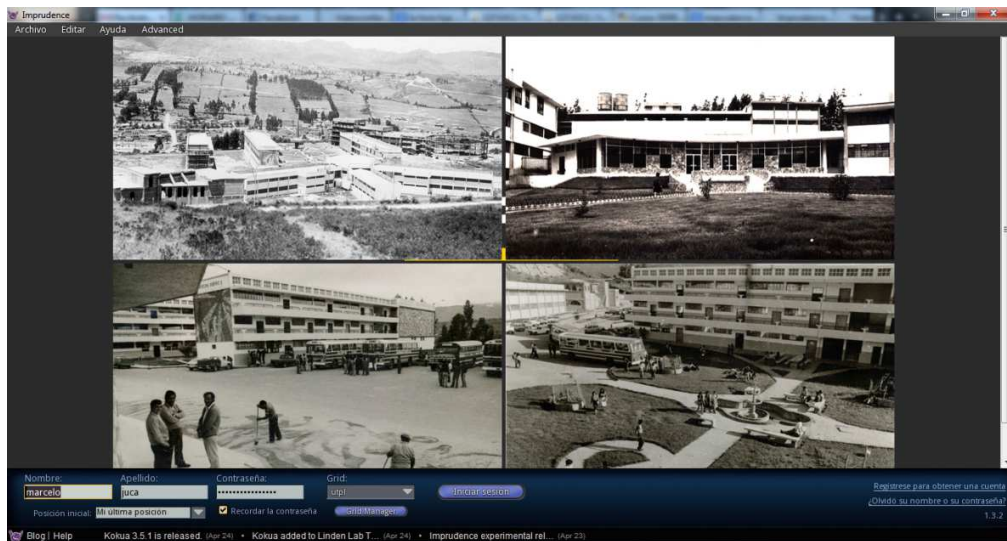 Imprudence
Archivo Editar Ayuda Advanced
Nombre: Apellido: Contraseña: Grid:
marcelo juca •••••••••••••••• utpl Iniciar sesión
Regístrese para obtener una cuenta
¿Olvidó su nombre o su contraseña?
Posición inicial: Mi última posición Recordar la contraseña Grid Manager
1.3.2
Blog | Help Kokua 3.5.1 is released. (Apr 24) • Kokua added to Linden Lab T... (Apr 24) • Imprudence experimental rel... (Apr 23)